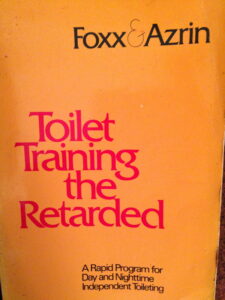 Foxx & Azrin
Toilet
Training
the
Retarded
A Rapid Program for
Day and Nighttime
Independent Toileting